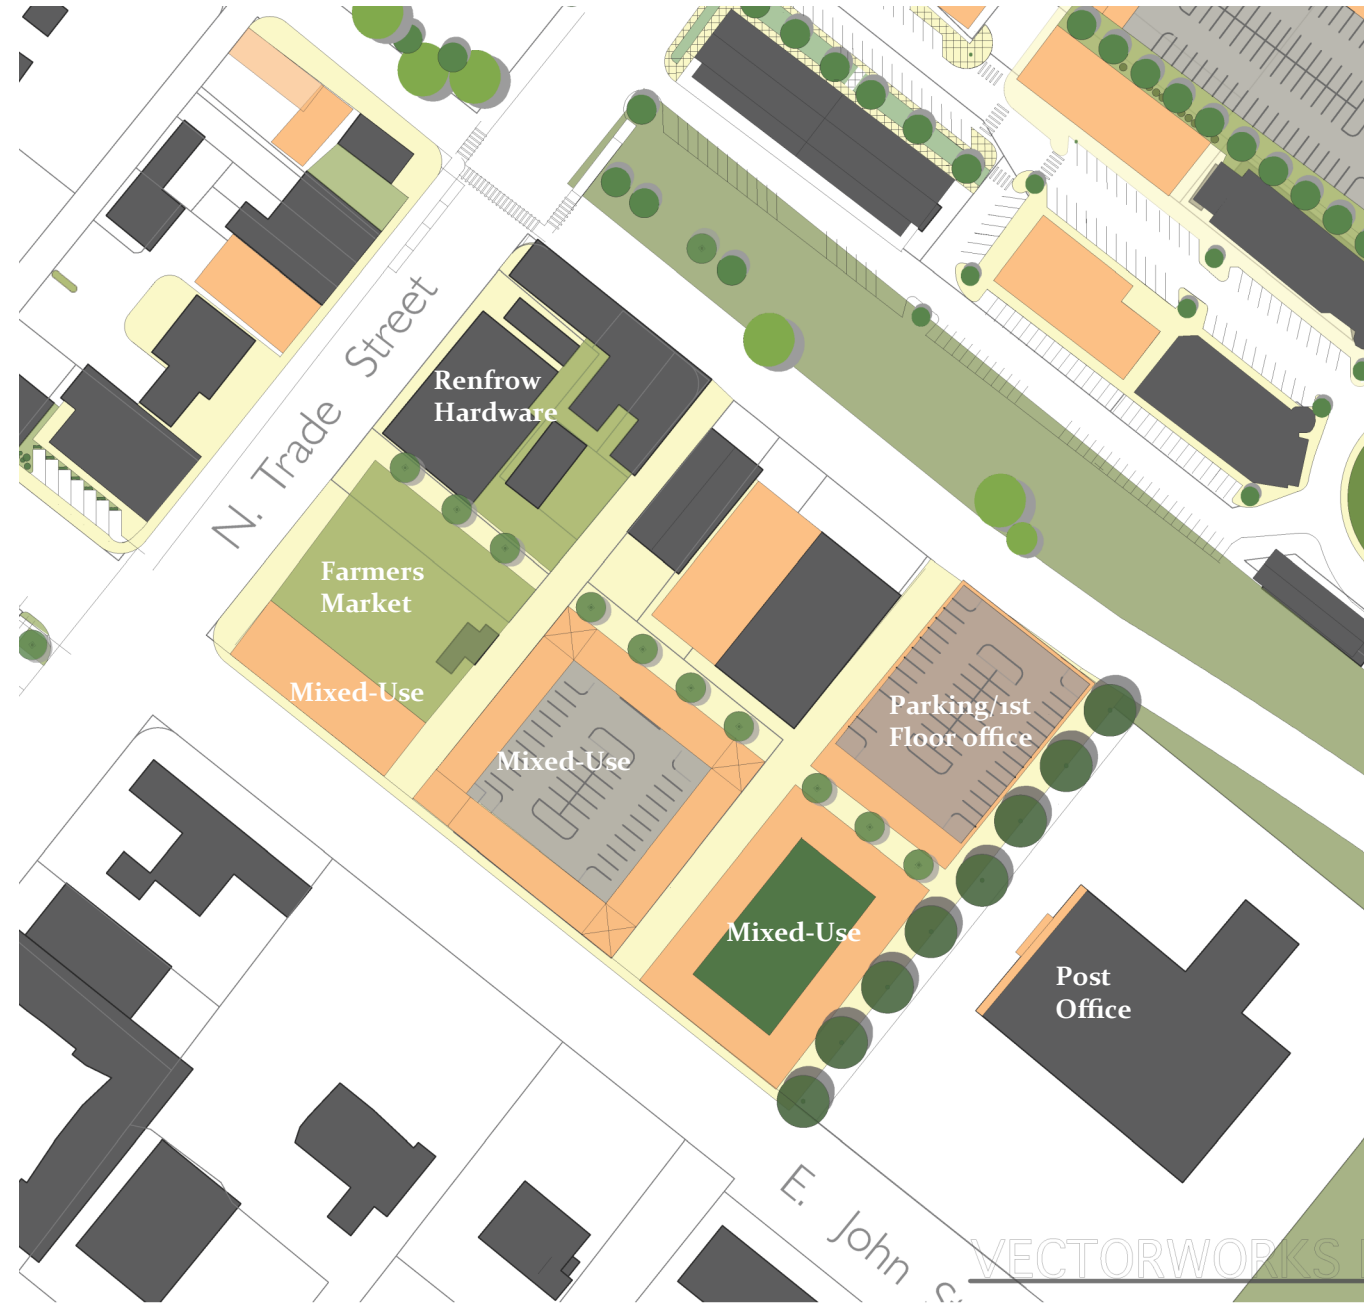 N. Trade Street
Renfrow
Hardware
Farmers
Market
Mixed-Use
Mixed-Use
Parking/1st
Floor office
Mixed-Use
Post
Office
E. John
VECTORWORKS